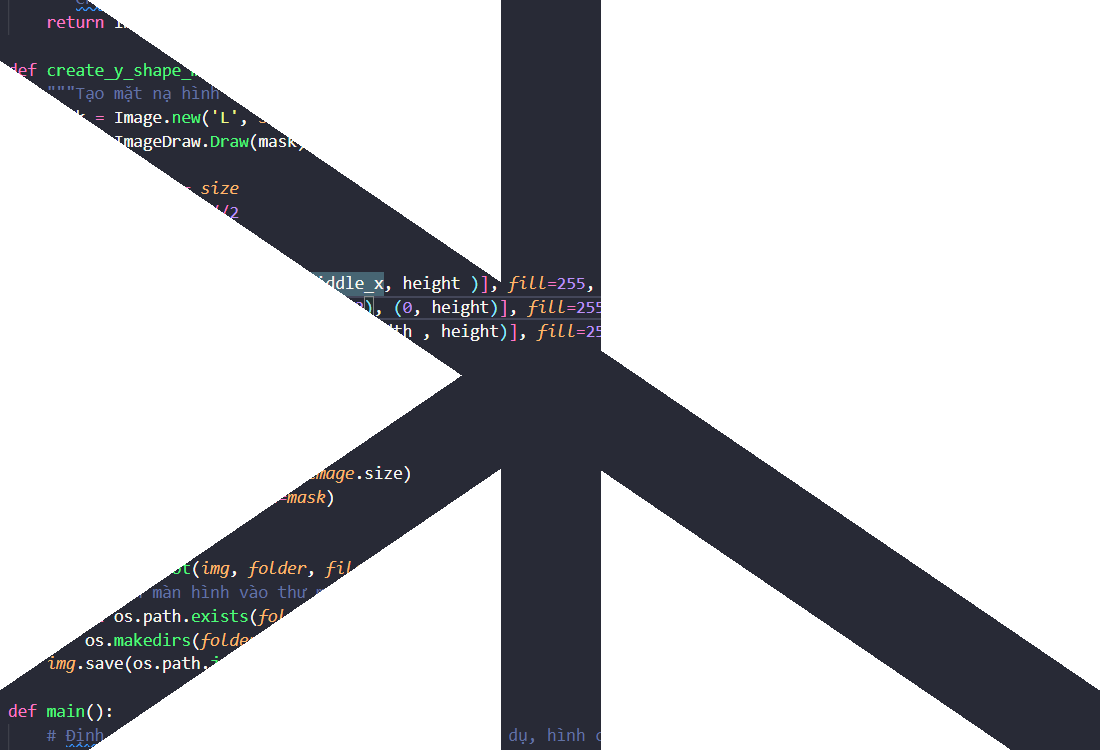 return
def create_y_shape_
"""Tạo mặt nạ hình
= Image.new('L',
ImageDraw.Draw(mask)
size
//2
iddle_x, height )], fill=255,
), (0, height)], fill=255
th , height)], fill=25
image.size)
=mask)
ot(img, folder, fil
màn hình vào thư
os.path.exists(fol
os.makedirs(folde
img.save(os.path.j
def main():
# Định dụ, hình